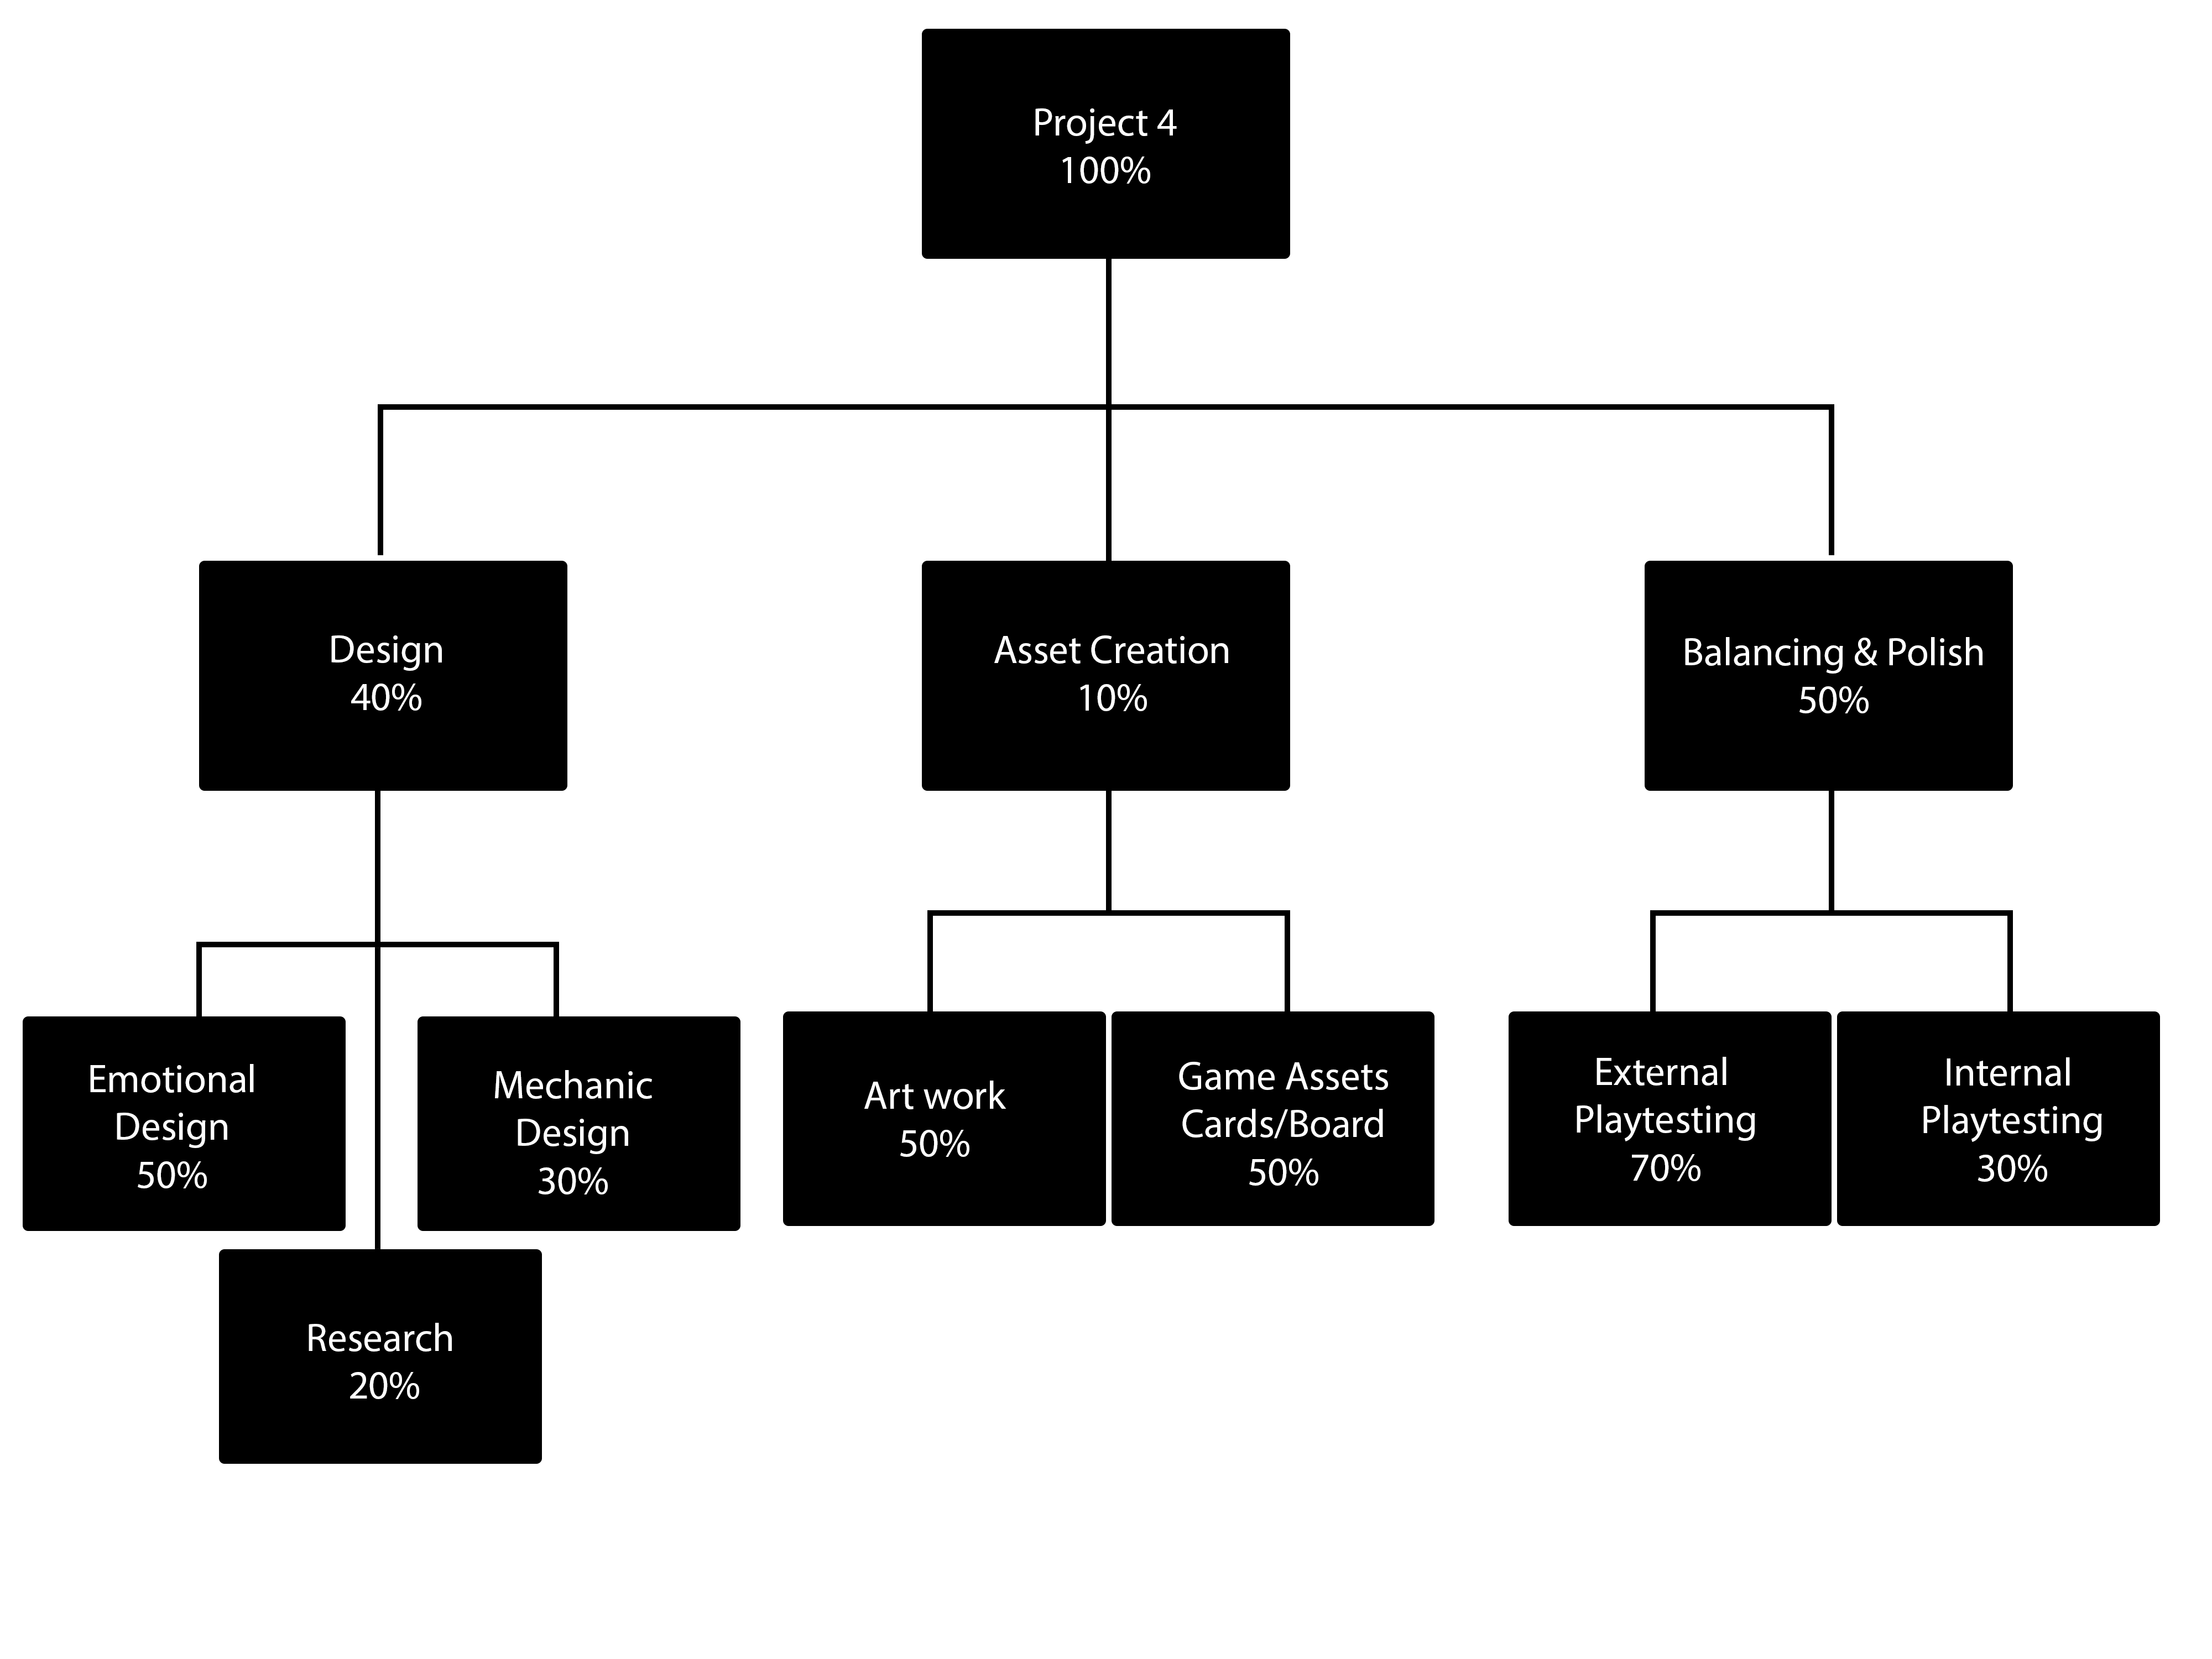 Project 4
100%
Design
40%
Asset Creation
10%
Balancing & Polish
50%
Emotional
Design
50%
Mechanic
Design
30%
Research
20%
Art work
50%
Game Assets
Cards/Board
50%
External
Playtesting
70%
Internal
Playtesting
30%